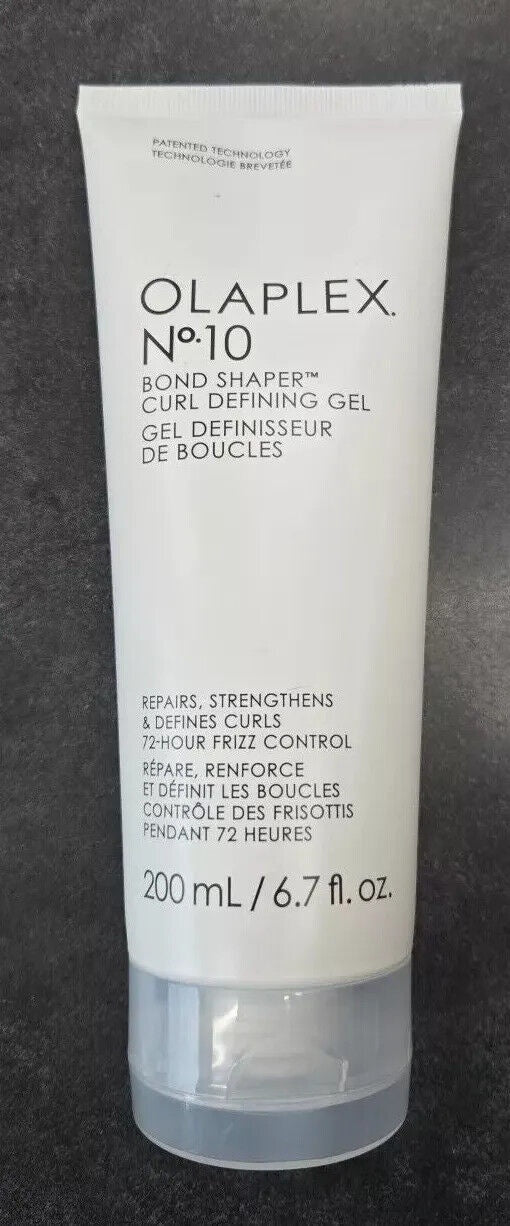 PATENTED TECHNOLOGY
TECHNOLOGIE BREVETÉE
OLAPLEX.
Nº.10
BOND SHAPER™
CURL DEFINING GEL
GEL DEFINISSEUR
DE BOUCLES
REPAIRS, STRENGTHENS
& DEFINES CURLS
72-HOUR FRIZZ CONTROL
RÉPARE, RENFORCE
ET DÉFINIT LES BOUCLES
CONTRÔLE DES FRISOTTIS
PENDANT 72 HEURES
200 mL / 6.7 fl. oz.